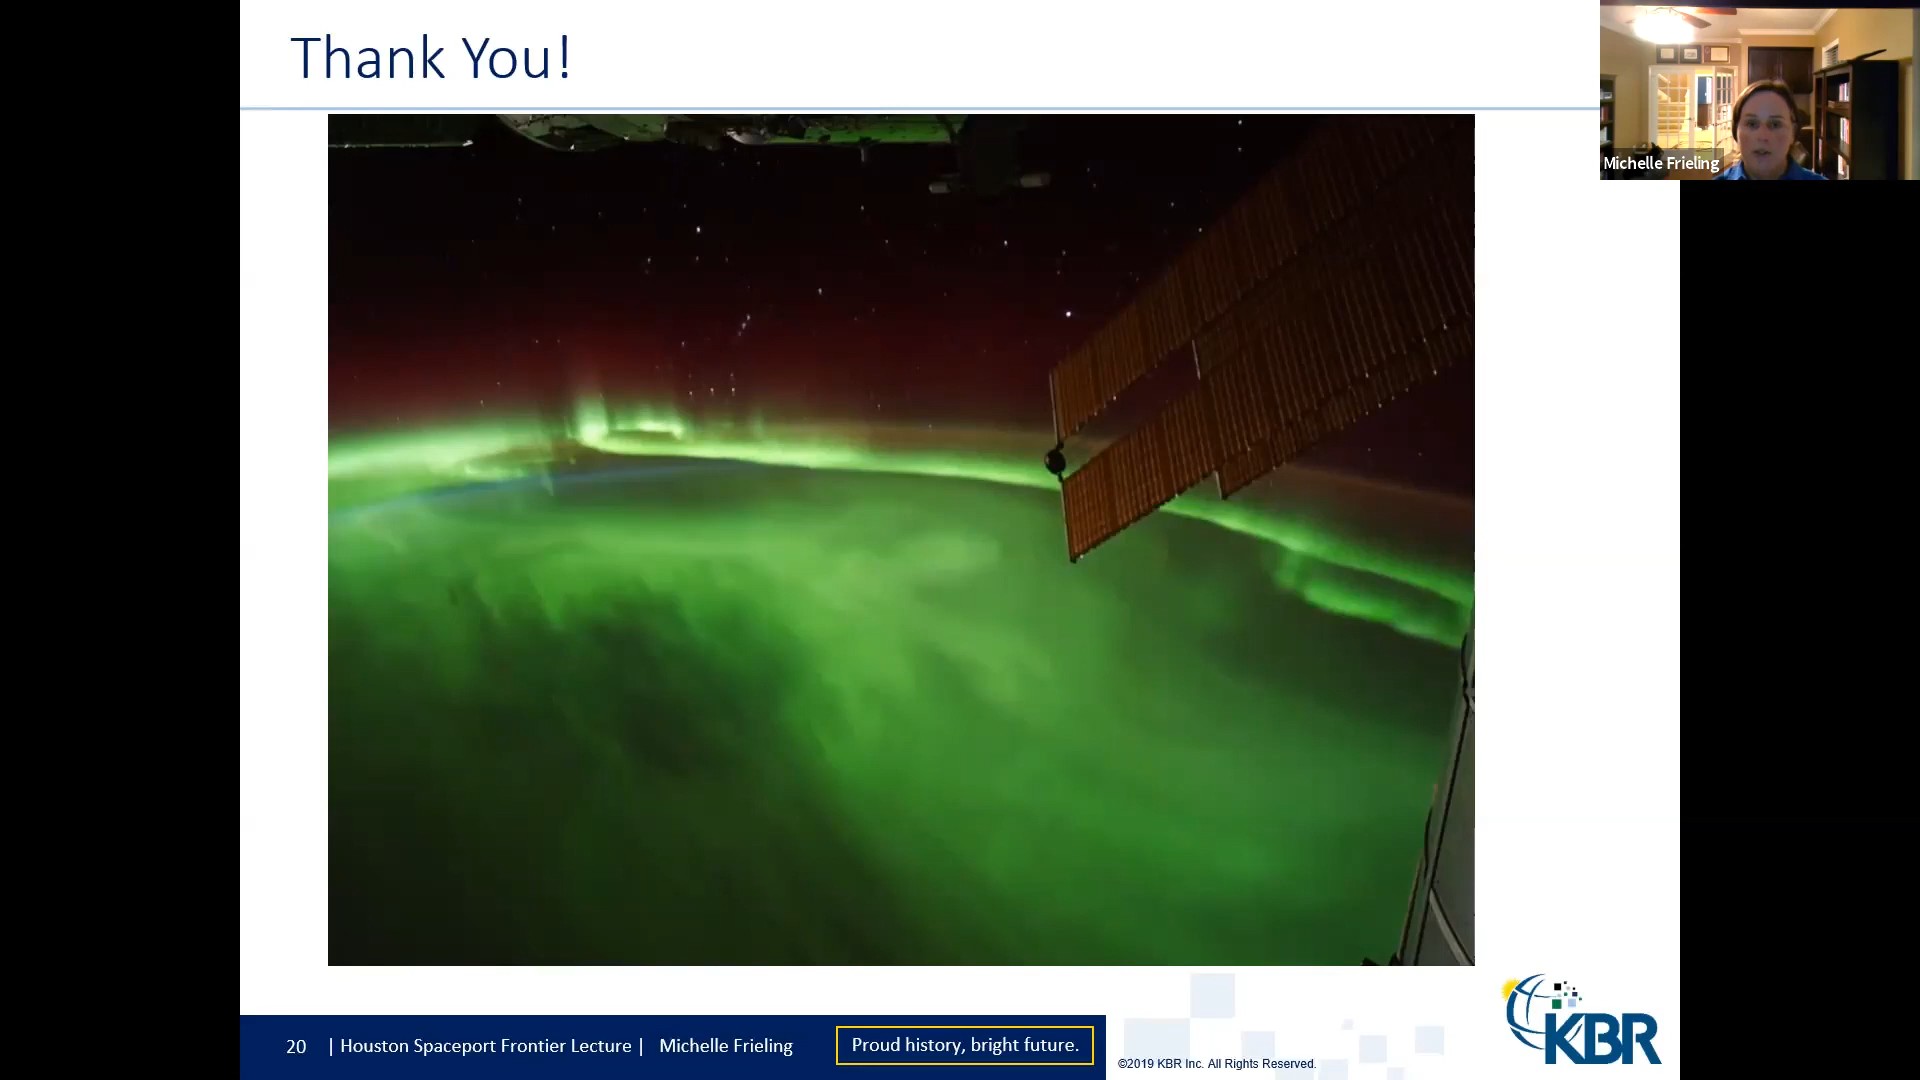 Thank You!
Michelle Frieling
20 | Houston Spaceport Frontier Lecture | Michelle Frieling
Proud history, bright future.
©2019 KBR Inc. All Rights Reserved.
KBR